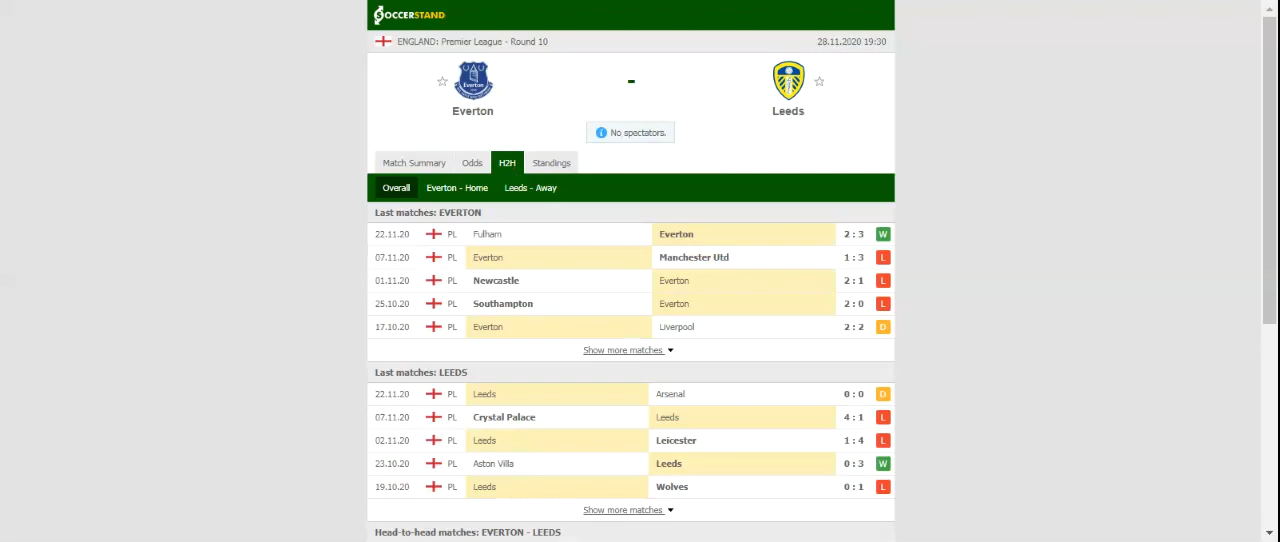 SOCCERSTAND
ENGLAND: Premier League - Round 10 28.11.2020 19:30
-
Everton Leeds
No spectators.
Match Summary Odds H2H Standings
Overall Everton - Home Leeds - Away
Last matches: EVERTON
22.11.20 PL Fulham Everton 2 : 3 W
07.11.20 PL Everton Manchester Utd 1 : 3 L
01.11.20 PL Newcastle Everton 2 : 1 L
25.10.20 PL Southampton Everton 2 : 0 L
17.10.20 PL Everton Liverpool 2 : 2 D
Show more matches
Last matches: LEEDS
22.11.20 PL Leeds Arsenal 0 : 0 D
07.11.20 PL Crystal Palace Leeds 4 : 1 L
02.11.20 PL Leeds Leicester 1 : 4 L
23.10.20 PL Aston Villa Leeds 0 : 3 W
19.10.20 PL Leeds Wolves 0 : 1 L
Show more matches
Head-to-head matches: EVERTON - LEEDS